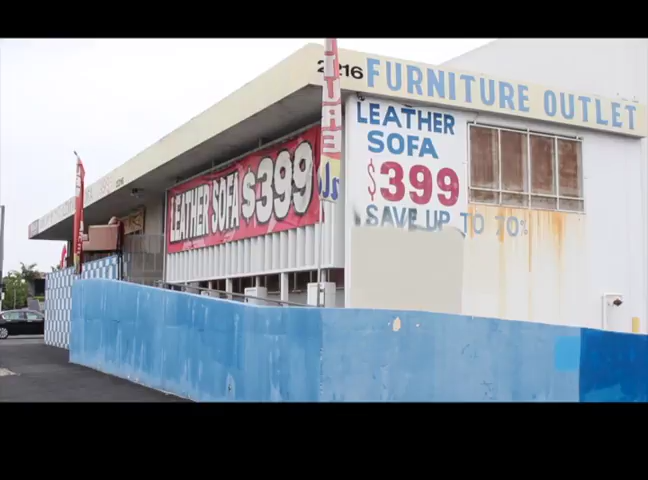 2216 FURNITURE OUTLET
LEATHER
SOFA
$399
SAVE UP TO 70%
LEATHER SOFA $399